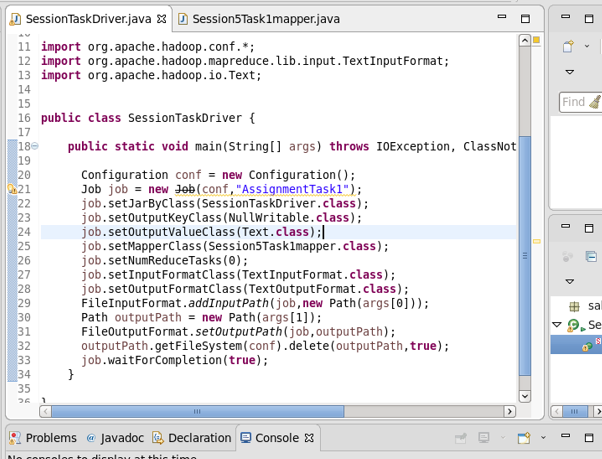 SessionTaskDriver.java
Session5Task1mapper.java
11 import org.apache.hadoop.conf.*;
12 import org.apache.hadoop.mapreduce.lib.input.TextInputFormat;
13 import org.apache.hadoop.io.Text;
14
15
16 public class SessionTaskDriver {
17
18 public static void main(String[] args) throws IOException, ClassNot
19
20 Configuration conf = new Configuration();
21 Job job = new Job(conf,"AssignmentTask1");
22 job.setJarByClass(SessionTaskDriver.class);
23 job.setOutputKeyClass(NullWritable.class);
24 job.setOutputValueClass(Text.class);
25 job.setMapperClass(Session5Task1mapper.class);
26 job.setNumReduceTasks(0);
27 job.setInputFormatClass(TextInputFormat.class);
28 job.setOutputFormatClass(TextOutputFormat.class);
29 FileInputFormat.addInputPath(job,new Path(args[0]));
30 Path outputPath = new Path(args[1]);
31 FileOutputFormat.setOutputPath(job,outputPath);
32 outputPath.getFileSystem(conf).delete(outputPath,true);
33 job.waitForCompletion(true);
34 }
35
36 }
Find
sa
Se
Problems @ Javadoc Declaration Console
No consoles to display at this time.